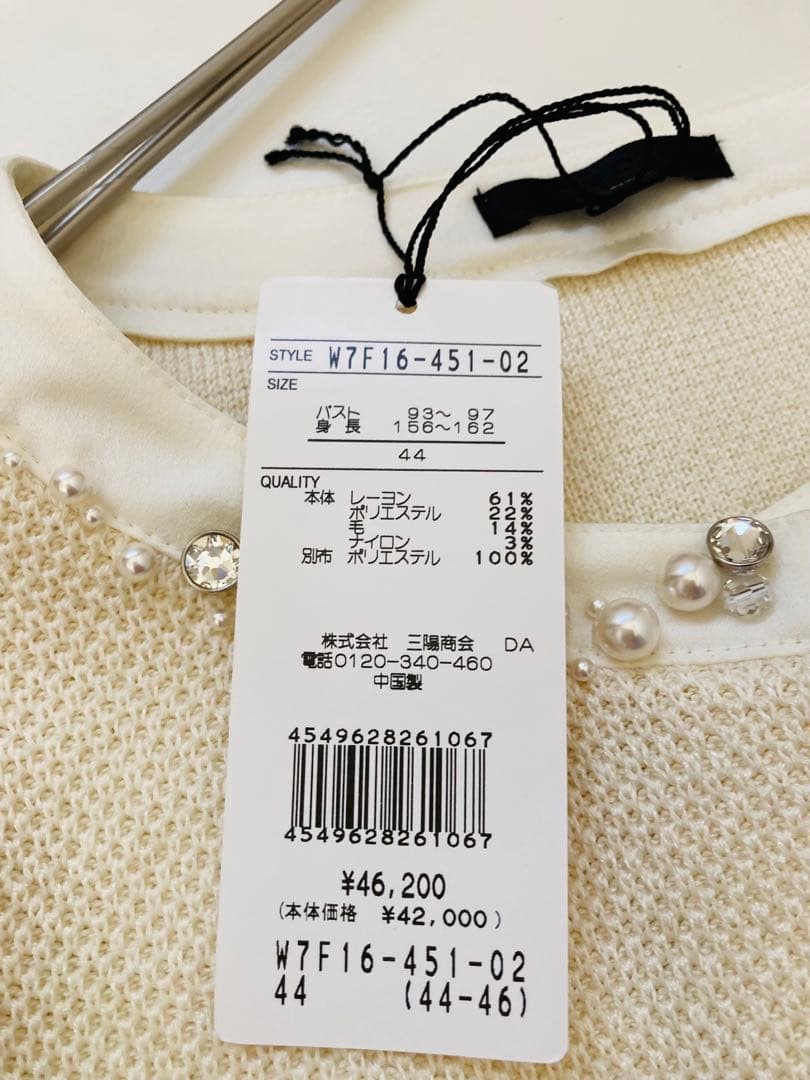 STYLE W7F16-451-02
SIZE
バスト 93～ 97
身長 156～162
44
QUALITY
本体 レーヨン 61%
ポリエステル 22%
毛 14%
ナイロン 3%
別布 ポリエステル 100%
株式会社 三陽商会 DA
電話0120-340-460
中国製
4549628261067
4549628261067
¥46,200
(本体価格 ¥42,000)
W7F16-451-02
44 (44-46)